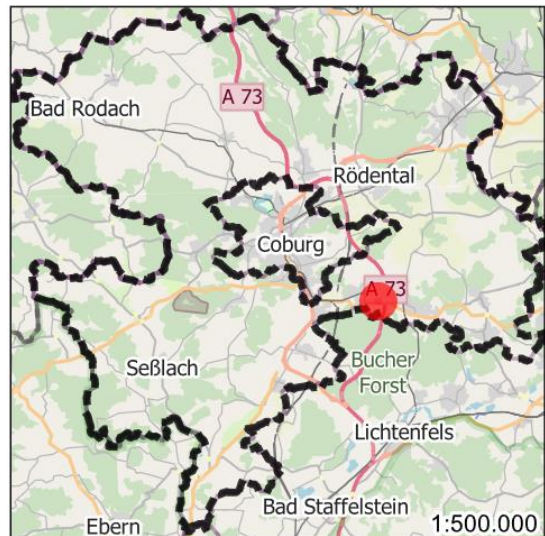 A 73
Bad Rodach
Rödental
Coburg
A 73
Seßlach
Bucher
Forst
Lichtenfels
Bad Staffelstein
Ebern
1:500.000